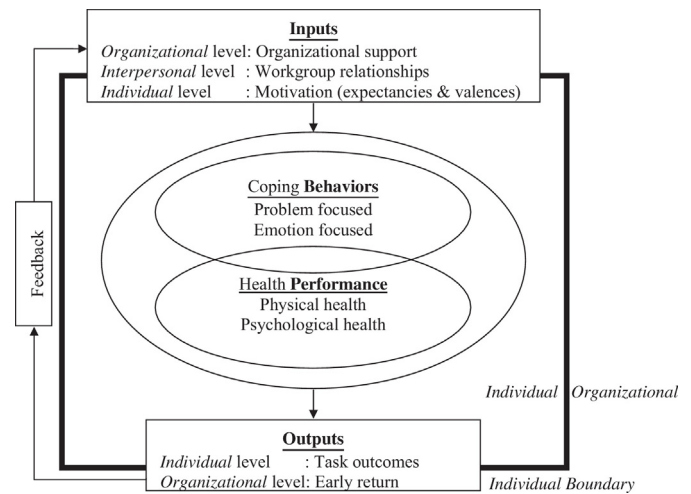 Inputs
Organizational level: Organizational support
Interpersonal level : Workgroup relationships
Individual level : Motivation (expectancies & valences)
Coping Behaviors
Problem focused
Emotion focused
Feedback
Health Performance
Physical health
Psychological health
Individual Organizational
Outputs
Individual level : Task outcomes
Organizational level: Early return
Individual Boundary